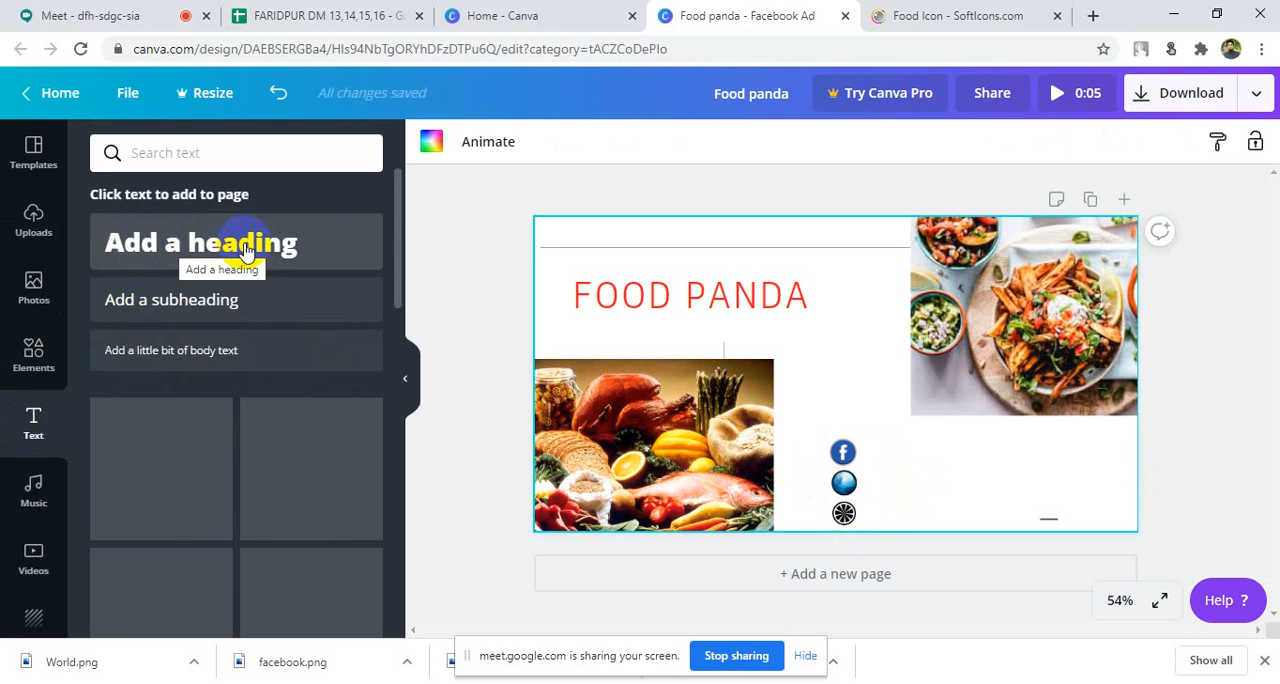 Meet - dfh-sdgc-sia
FARIDPUR DM 13,14,15,16 - G
Home - Canva
Food panda - Facebook Ad
Food Icon - SoftIcons.com
canva.com/design/DAEBSERGBa4/HIs94NbTgORYhDFzDTPu6Q/edit?category=tACZCoDePIo
Home
File
Resize
All changes saved
Food panda
Try Canva Pro
Share
0:05
Download
Templates
Uploads
Photos
Elements
Text
Music
Videos
Search text
Click text to add to page
Add a heading
Add a heading
Add a subheading
Add a little bit of body text
Animate
FOOD PANDA
+ Add a new page
54%
Help ?
World.png
facebook.png
meet.google.com is sharing your screen.
Stop sharing
Hide
Show all